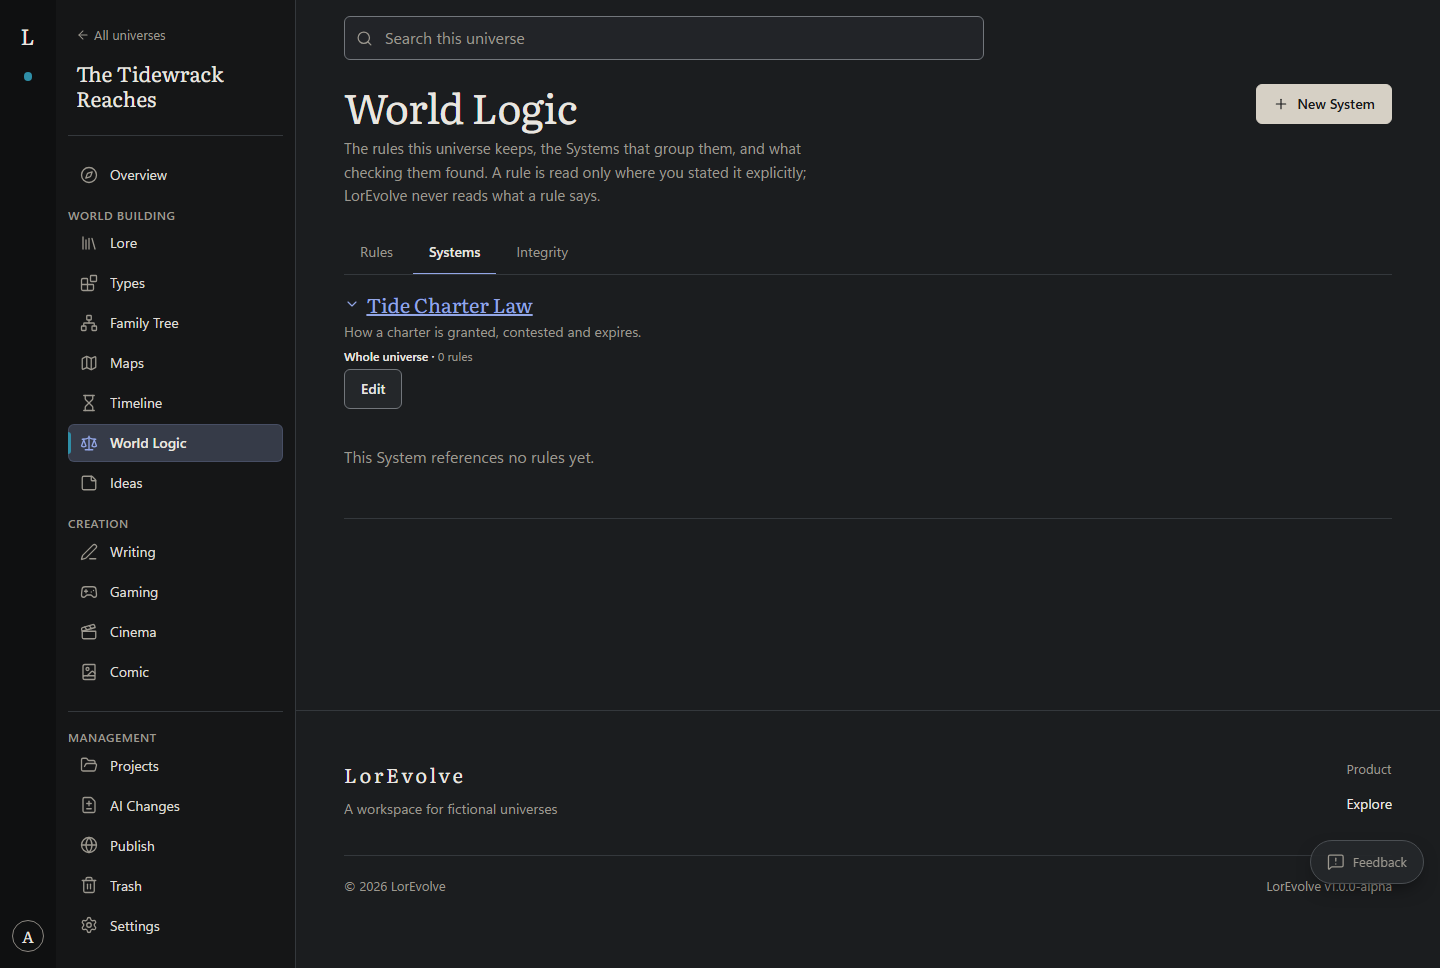 L
All universes
The Tidewrack
Reaches
Overview
WORLD BUILDING
Lore
Types
Family Tree
Maps
Timeline
World Logic
Ideas
CREATION
Writing
Gaming
Cinema
Comic
MANAGEMENT
Projects
AI Changes
Publish
Trash
Settings
A
Search this universe
World Logic
New System
The rules this universe keeps, the Systems that group them, and what
checking them found. A rule is read only where you stated it explicitly;
LorEvolve never reads what a rule says.
Rules
Systems
Integrity
Tide Charter Law
How a charter is granted, contested and expires.
Whole universe · 0 rules
Edit
This System references no rules yet.
LorEvolve
A workspace for fictional universes
Product
Explore
Feedback
© 2026 LorEvolve
LorEvolve v1.0.0-alpha